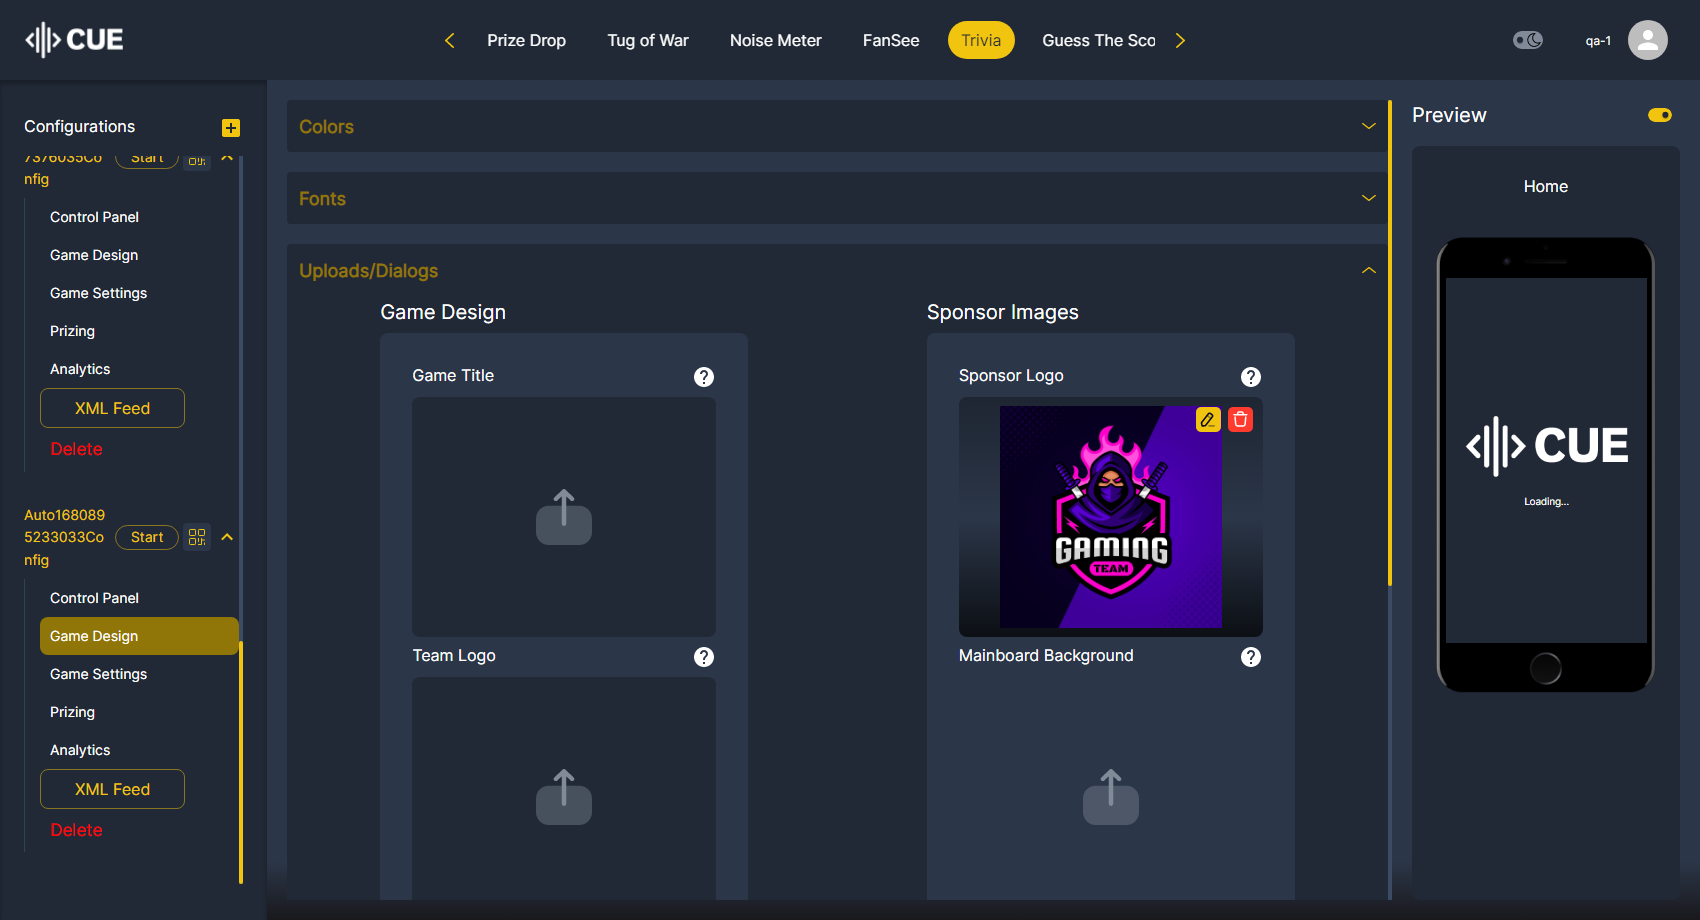 CUE
Prize Drop
Tug of War
Noise Meter
FanSee
Trivia
Guess The Sco
qa-1
Configurations
7376035Co
nfig
Start
Control Panel
Game Design
Game Settings
Prizing
Analytics
XML Feed
Delete
Auto168089
5233033Co
nfig
Start
Control Panel
Game Design
Game Settings
Prizing
Analytics
XML Feed
Delete
Colors
Fonts
Uploads/Dialogs
Game Design
Game Title
?
Team Logo
?
Sponsor Images
Sponsor Logo
?
GAMING
TEAM
Mainboard Background
?
Preview
Home
CUE
Loading...